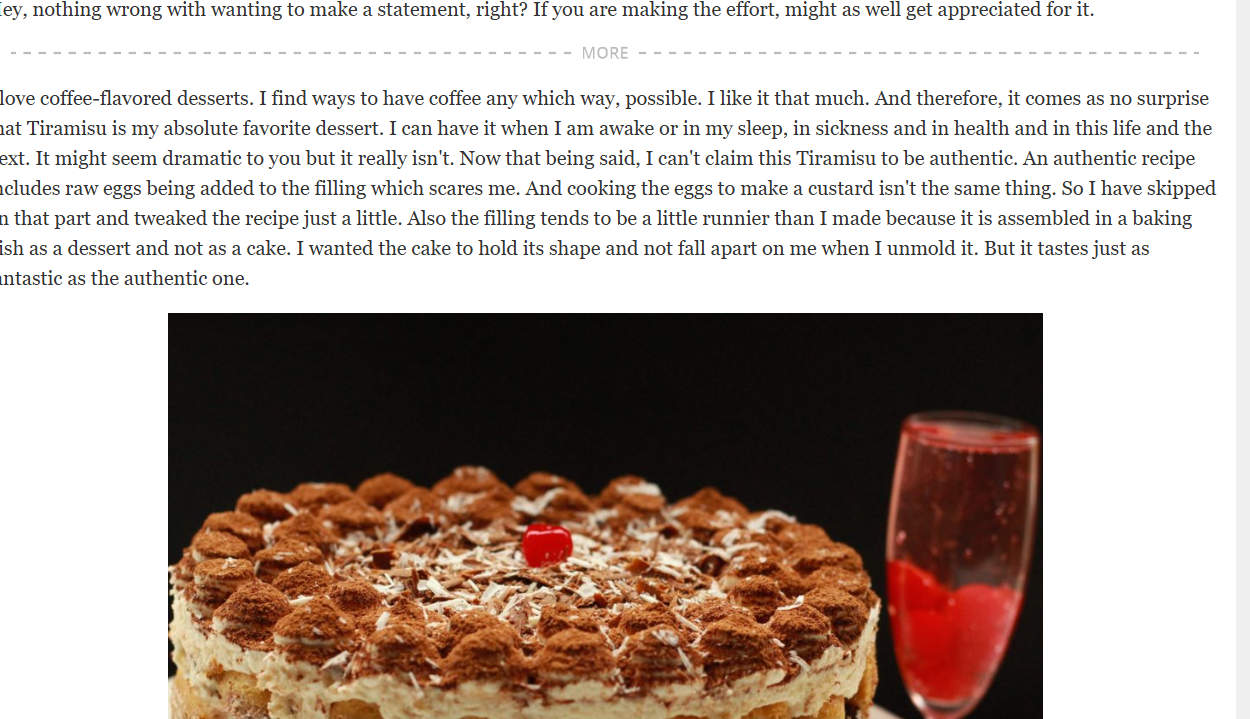 ey, nothing wrong with wanting to make a statement, right? If you are making the effort, might as well get appreciated for it.
MORE
love coffee-flavored desserts. I find ways to have coffee any which way, possible. I like it that much. And therefore, it comes as no surprise
at Tiramisu is my absolute favorite dessert. I can have it when I am awake or in my sleep, in sickness and in health and in this life and the
ext. It might seem dramatic to you but it really isn't. Now that being said, I can't claim this Tiramisu to be authentic. An authentic recipe
ncludes raw eggs being added to the filling which scares me. And cooking the eggs to make a custard isn't the same thing. So I have skipped
n that part and tweaked the recipe just a little. Also the filling tends to be a little runnier than I made because it is assembled in a baking
ish as a dessert and not as a cake. I wanted the cake to hold its shape and not fall apart on me when I unmold it. But it tastes just as
antastic as the authentic one.